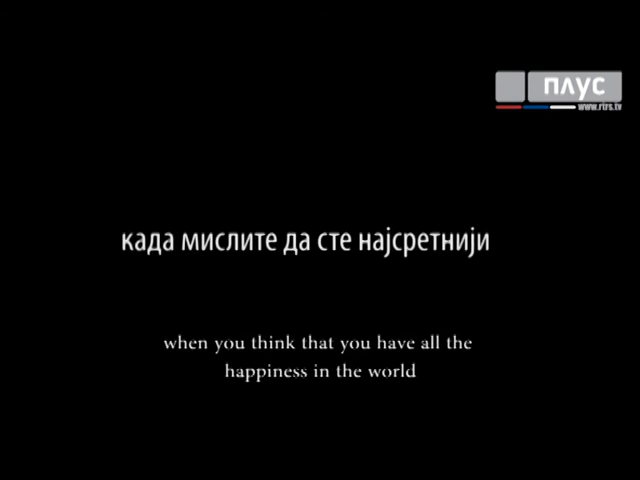 плус
www.rtrs.tv
када мислите да сте најсретнији
when you think that you have all the
happiness in the world